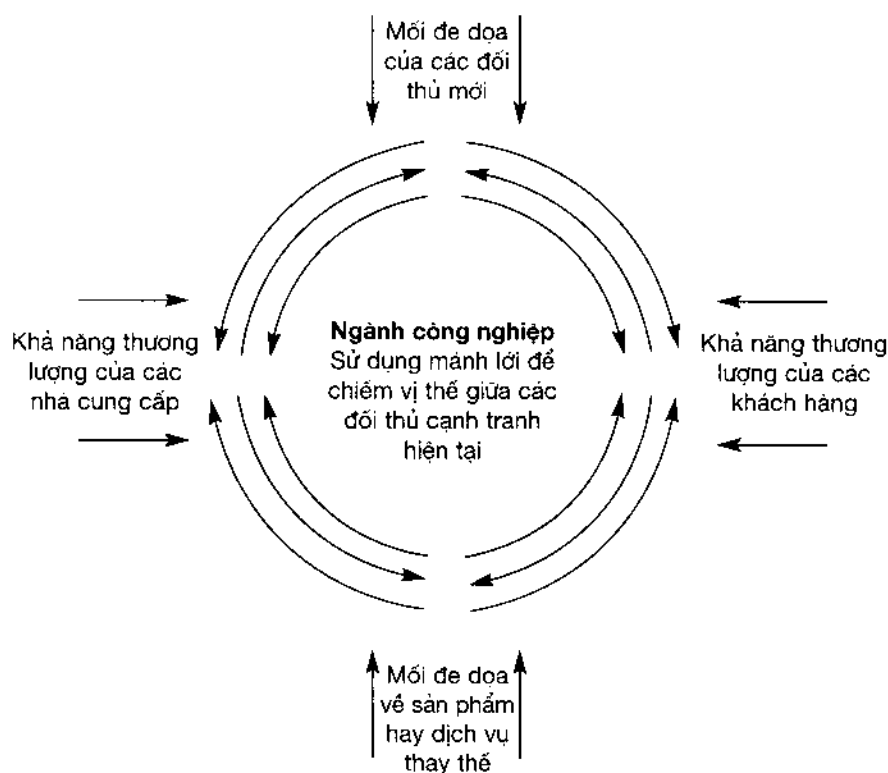 Mối đe dọa
của các đối
thủ mới
Khả năng thương
lượng của các
nhà cung cấp
Ngành công nghiệp
Sử dụng mánh lới để
chiếm vị thế giữa các
đối thủ cạnh tranh
hiện tại
Khả năng thương
lượng của các
khách hàng
Mối đe dọa
về sản phẩm
hay dịch vụ
thay thế